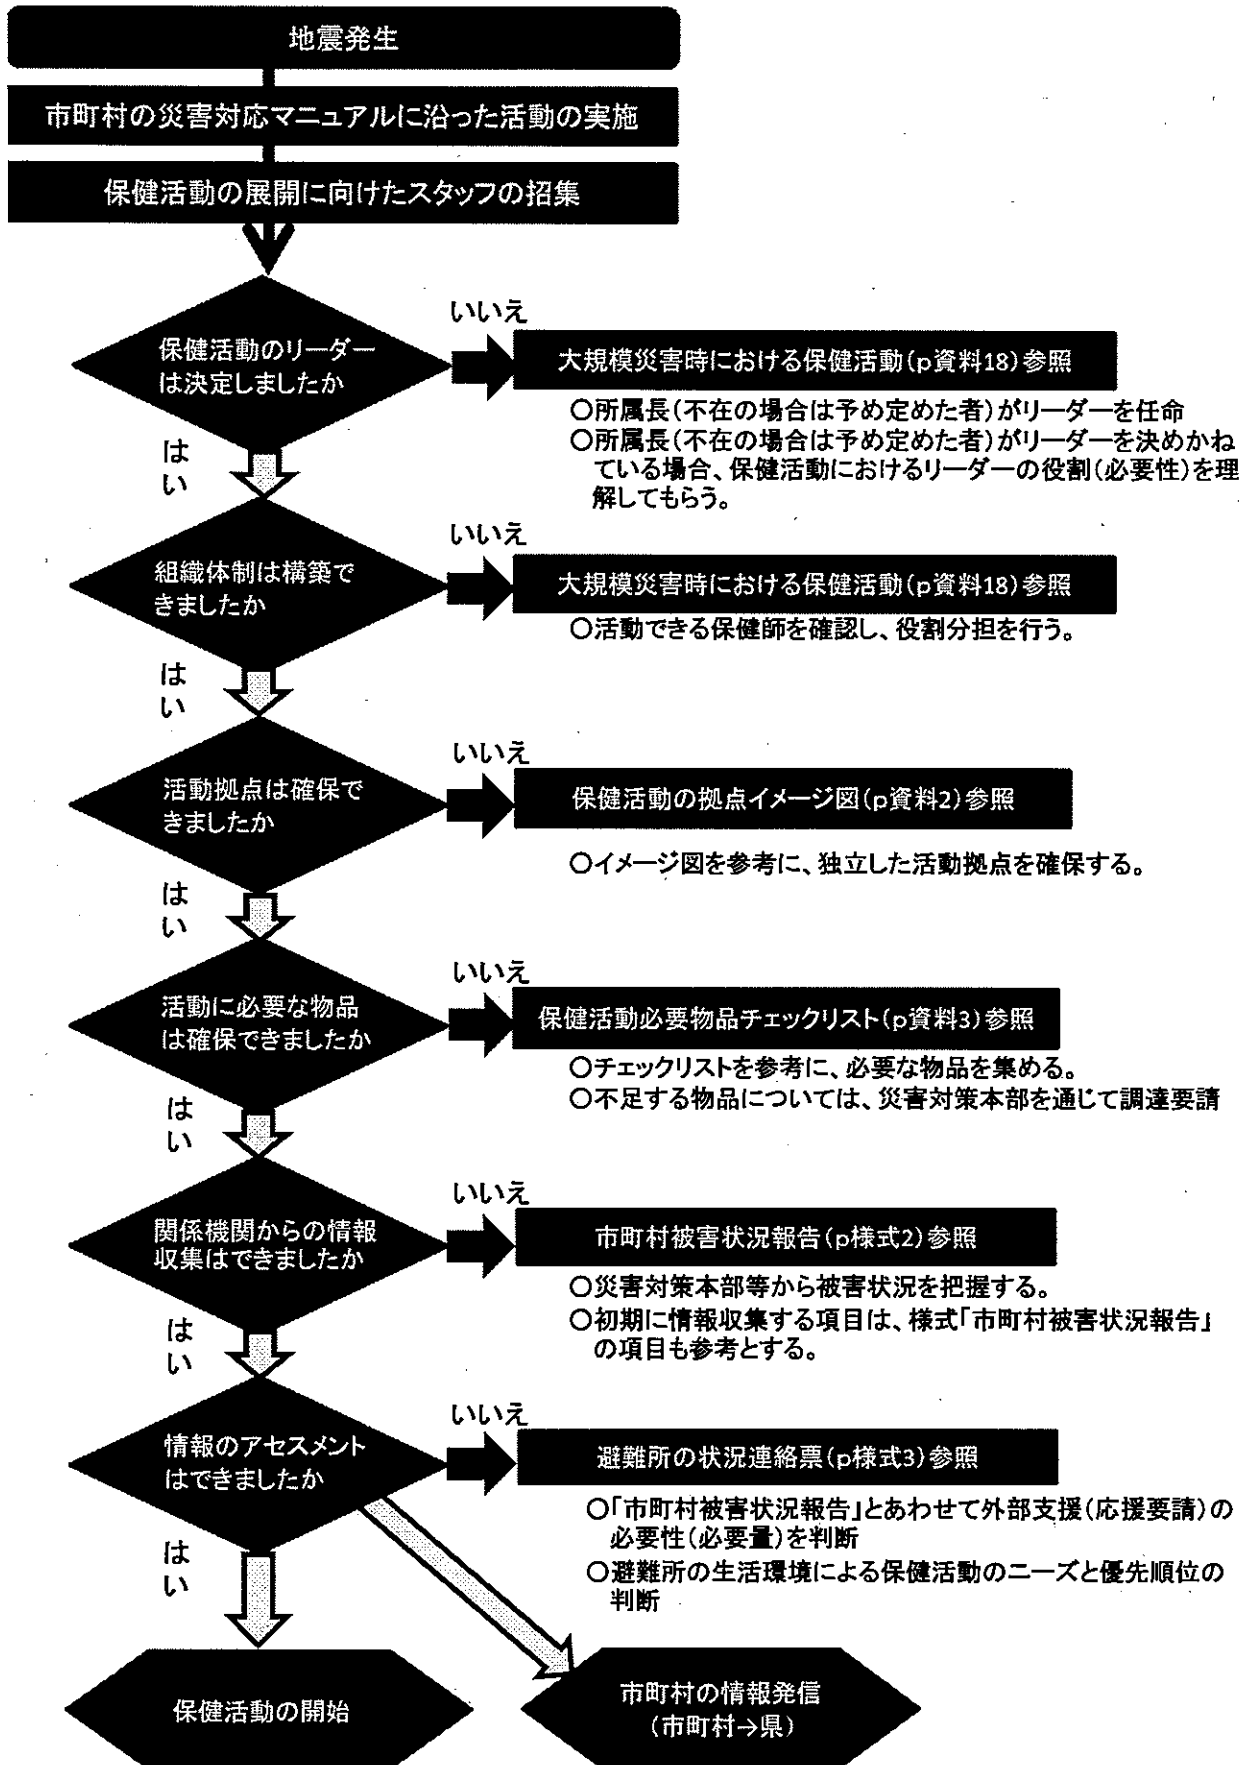 地震発生
市町村の災害対応マニュアルに沿った活動の実施
保健活動の展開に向けたスタッフの招集
保健活動のリーダー
は決定しましたか
いいえ
大規模災害時における保健活動(p資料18)参照
○所属長(不在の場合は予め定めた者)がリーダーを任命
○所属長(不在の場合は予め定めた者)がリーダーを決めかね
ている場合、保健活動におけるリーダーの役割(必要性)を理
解してもらう。
はい
組織体制は構築で
きましたか
いいえ
大規模災害時における保健活動(p資料18)参照
○活動できる保健師を確認し、役割分担を行う。
はい
活動拠点は確保で
きましたか
いいえ
保健活動の拠点イメージ図(p資料2)参照
○イメージ図を参考に、独立した活動拠点を確保する。
はい
活動に必要な物品
は確保できましたか
いいえ
保健活動必要物品チェックリスト(p資料3)参照
○チェックリストを参考に、必要な物品を集める。
○不足する物品については、災害対策本部を通じて調達要請
はい
関係機関からの情報
収集はできましたか
いいえ
市町村被害状況報告(p様式2)参照
○災害対策本部等から被害状況を把握する。
○初期に情報収集する項目は、様式「市町村被害状況報告」
の項目も参考とする。
はい
情報のアセスメント
はできましたか
いいえ
避難所の状況連絡票(p様式3)参照
○「市町村被害状況報告」とあわせて外部支援(応援要請)の
必要性(必要量)を判断
○避難所の生活環境による保健活動のニーズと優先順位の
判断
はい
保健活動の開始
市町村の情報発信
(市町村→県)